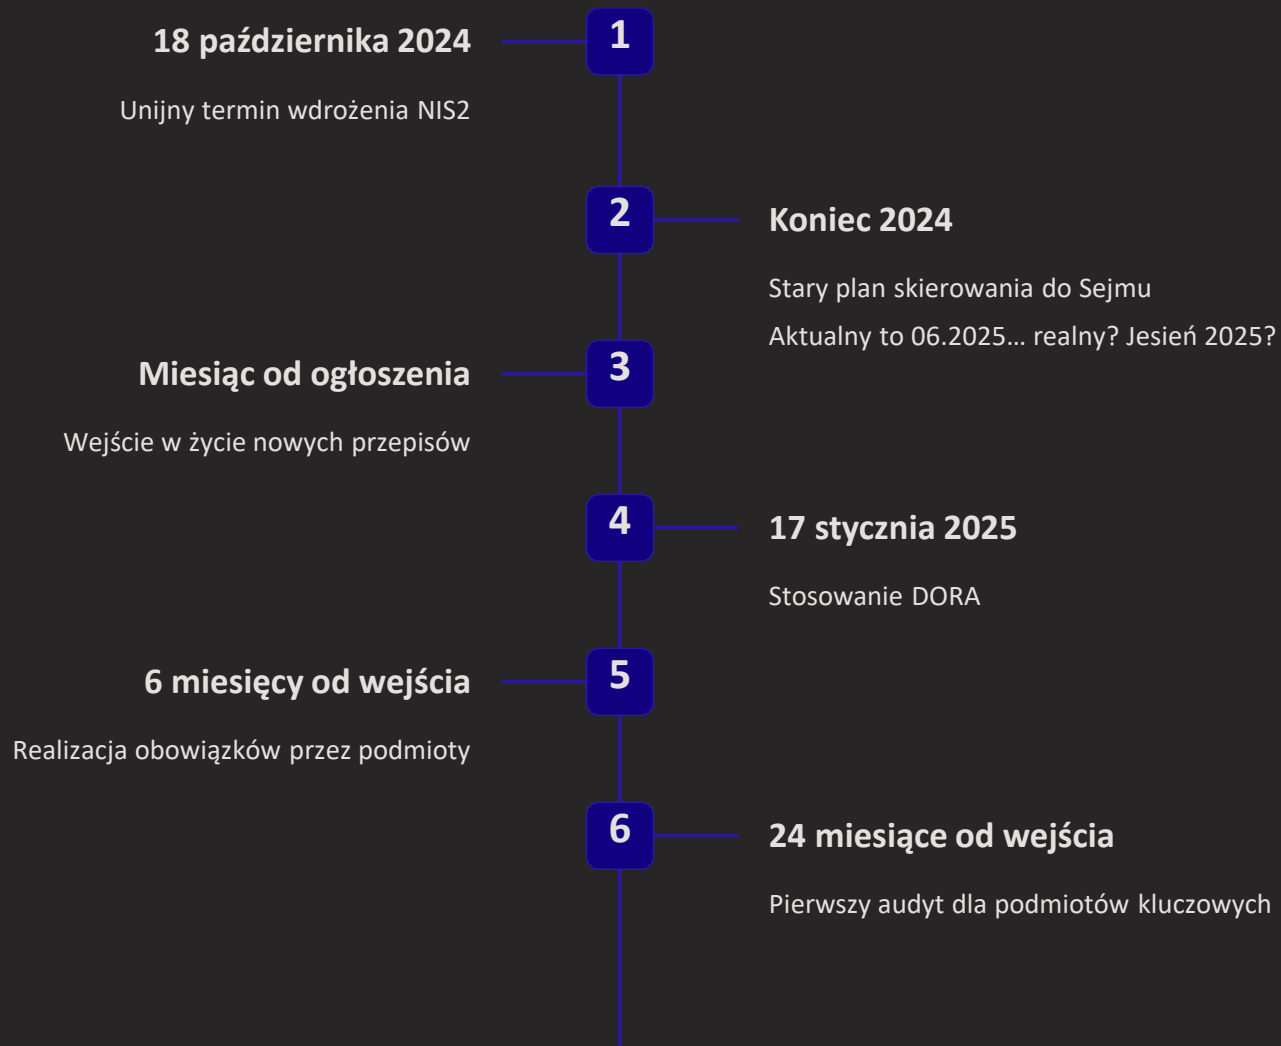 1
18 października 2024
Unijny termin wdrożenia NIS2
2
Koniec 2024
Stary plan skierowania do Sejmu
Aktualny to 06.2025... realny? Jesień 2025?
3
Miesiąc od ogłoszenia
Wejście w życie nowych przepisów
4
17 stycznia 2025
Stosowanie DORA
5
6 miesięcy od wejścia
Realizacja obowiązków przez podmioty
6
24 miesiące od wejścia
Pierwszy audyt dla podmiotów kluczowych